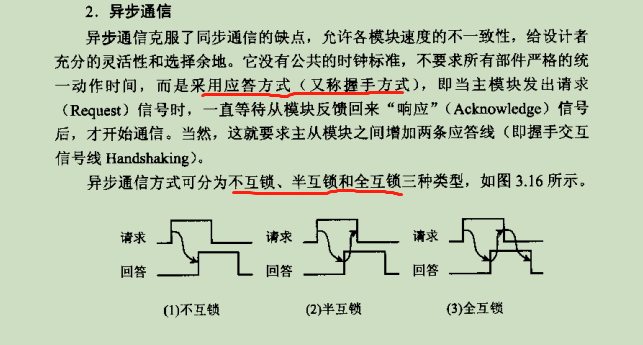 2．异步通信
异步通信克服了同步通信的缺点，允许各模块速度的不一致性，给设计者
充分的灵活性和选择余地。它没有公共的时钟标准，不要求所有部件严格的统
一动作时间，而是采用应答方式（又称握手方式），即当主模块发出请求
（Request）信号时，一直等待从模块反馈回来“响应”（Acknowledge）信号
后，才开始通信。当然，这就要求主从模块之间增加两条应答线（即握手交互
信号线 Handshaking）。
异步通信方式可分为不互锁、半互锁和全互锁三种类型，如图 3.16 所示。
请求 请求 请求
回答 回答 回答
(1)不互锁 (2)半互锁 (3)全互锁